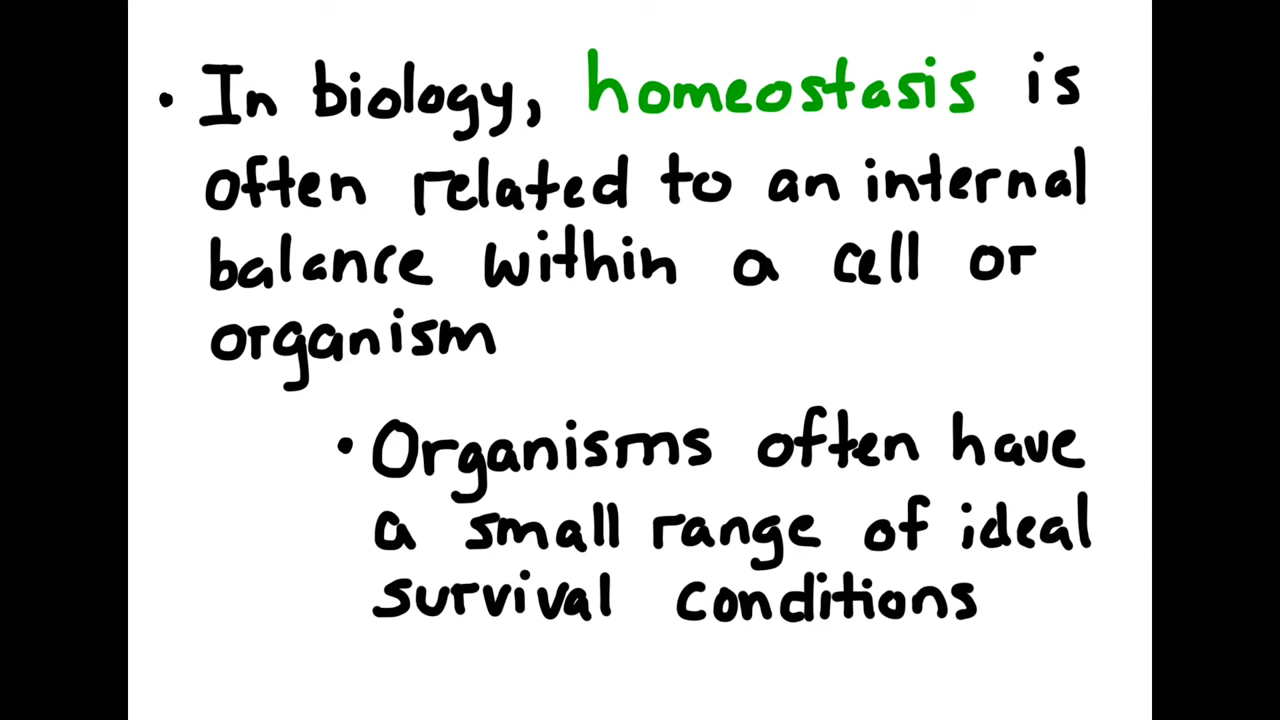 • In biology, homeostasis is
often related to an internal
balance within a cell or
organism
• Organisms often have
a small range of ideal
survival conditions